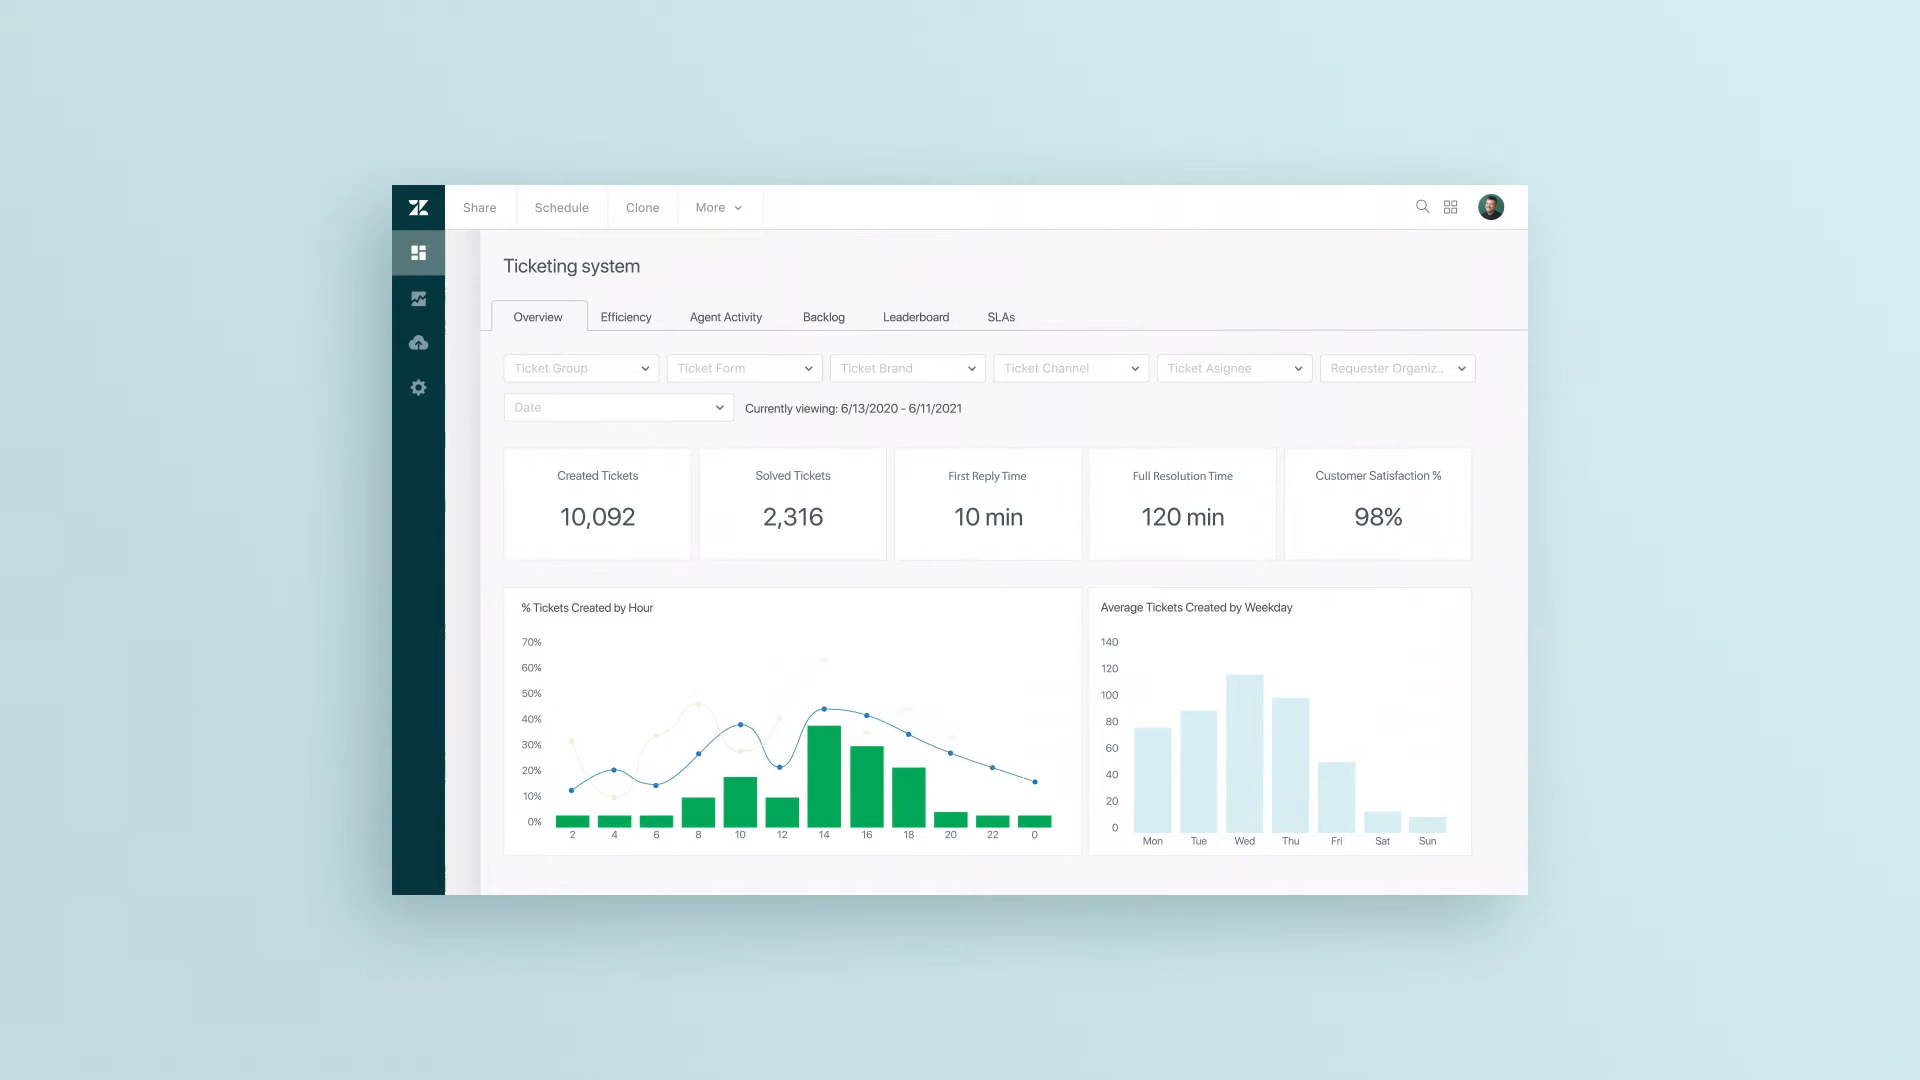 Share Schedule Clone More
Ticketing system
Overview Efficiency Agent Activity Backlog Leaderboard SLAs
Ticket Group Ticket Form Ticket Brand Ticket Channel Ticket Asignee Requester Organiz..
Date Currently viewing: 6/13/2020 - 6/11/2021
Created Tickets Solved Tickets First Reply Time Full Resolution Time Customer Satisfaction %
10,092 2,316 10 min 120 min 98%
% Tickets Created by Hour
70%
60%
50%
40%
30%
20%
10%
0%
2 4 6 8 10 12 14 16 18 20 22 0
Average Tickets Created by Weekday
140
120
100
80
60
40
20
0
Mon Tue Wed Thu Fri Sat Sun